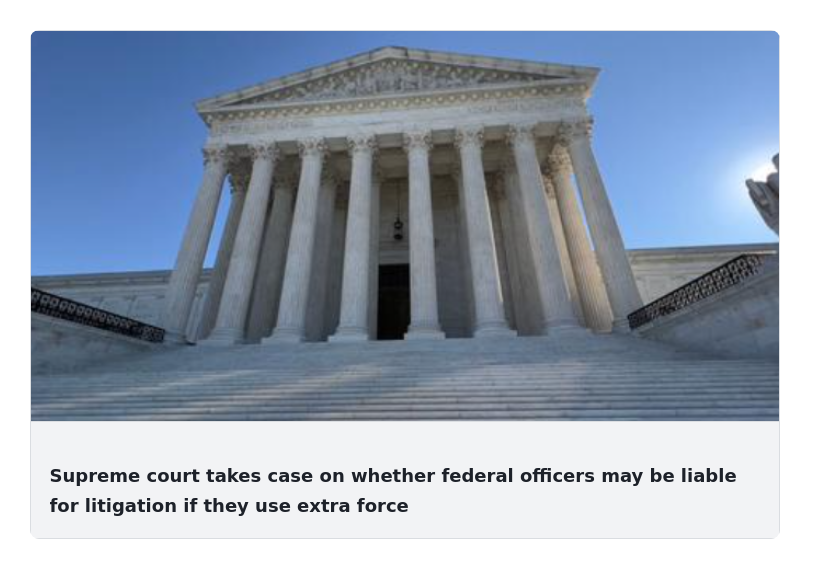 Supreme court takes case on whether federal officers may be liable
for litigation if they use extra force